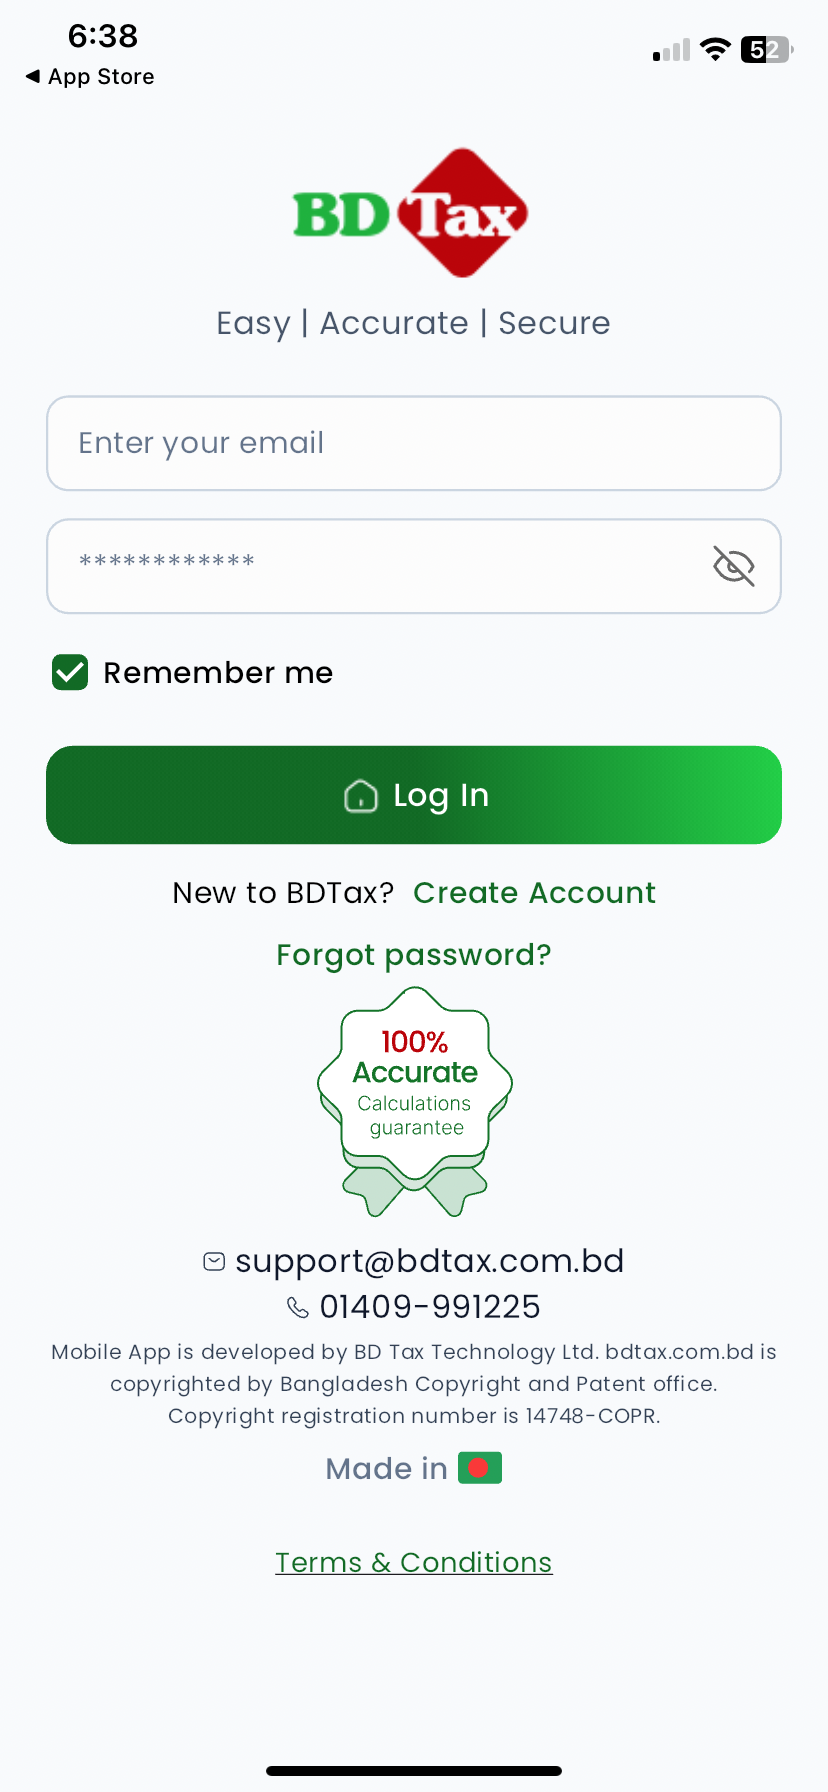 6:38
52
◀ App Store
BD Tax
Easy | Accurate | Secure
Enter your email
************
Remember me
Log In
New to BDTax? Create Account
Forgot password?
100%
Accurate
Calculations
guarantee
support@bdtax.com.bd
01409-991225
Mobile App is developed by BD Tax Technology Ltd. bdtax.com.bd is
copyrighted by Bangladesh Copyright and Patent office.
Copyright registration number is 14748-COPR.
Made in
Terms & Conditions